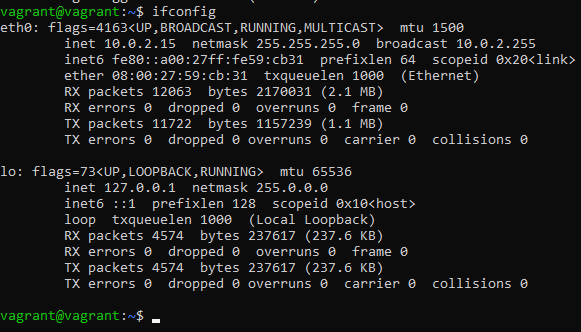 vagrant@vagrant:~$ ifconfig
eth0: flags=4163<UP,BROADCAST,RUNNING,MULTICAST>  mtu 1500
        inet 10.0.2.15  netmask 255.255.255.0  broadcast 10.0.2.255
        inet6 fe80::a00:27ff:fe59:cb31  prefixlen 64  scopeid 0x20<link>
        ether 08:00:27:59:cb:31  txqueuelen 1000  (Ethernet)
        RX packets 12063  bytes 2170031 (2.1 MB)
        RX errors 0  dropped 0  overruns 0  frame 0
        TX packets 11722  bytes 1157239 (1.1 MB)
        TX errors 0  dropped 0 overruns 0  carrier 0  collisions 0

lo: flags=73<UP,LOOPBACK,RUNNING>  mtu 65536
        inet 127.0.0.1  netmask 255.0.0.0
        inet6 ::1  prefixlen 128  scopeid 0x10<host>
        loop  txqueuelen 1000  (Local Loopback)
        RX packets 4574  bytes 237617 (237.6 KB)
        RX errors 0  dropped 0  overruns 0  frame 0
        TX packets 4574  bytes 237617 (237.6 KB)
        TX errors 0  dropped 0 overruns 0  carrier 0  collisions 0

vagrant@vagrant:~$